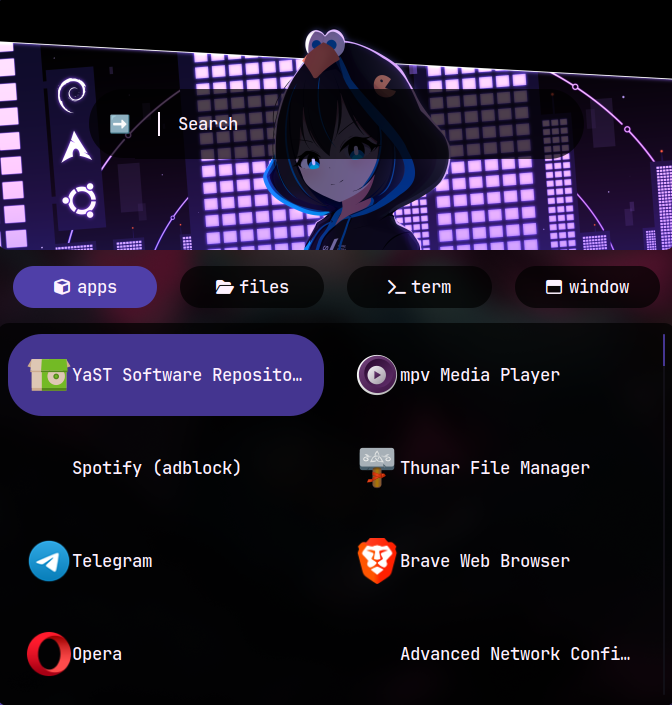 Search
apps
files
term
window
YaST Software Reposito…
mpv Media Player
Spotify (adblock)
Thunar File Manager
Telegram
Brave Web Browser
Opera
Advanced Network Confi…